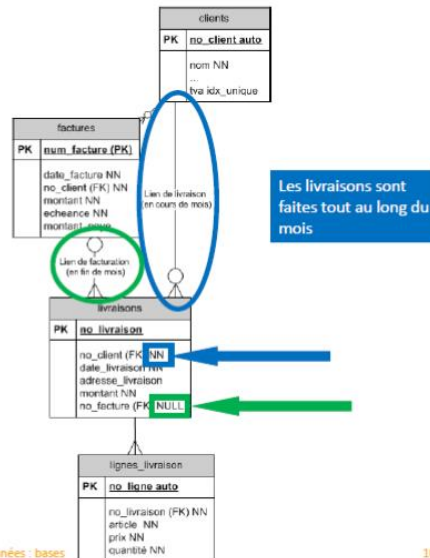 clients
PK no_client auto
nom NN
...
tva idx_unique
factures
PK num_facture (PK)
date_facture NN
no_client (FK) NN
montant NN
echeance NN
montant
Lien de livraison
(en cours de mois)
Les livraisons sont
faites tout au long du
mois
Lien de facturation
(en fin de mois)
livraisons
PK no_livraison
no_client (FK NN
date_livraison NN
adresse_livraison
montant NN
no_facture (FK NULL
lignes_livraison
PK no_ligne auto
no_livraison (FK) NN
article NN
prix NN
quantité NN
nées : bases